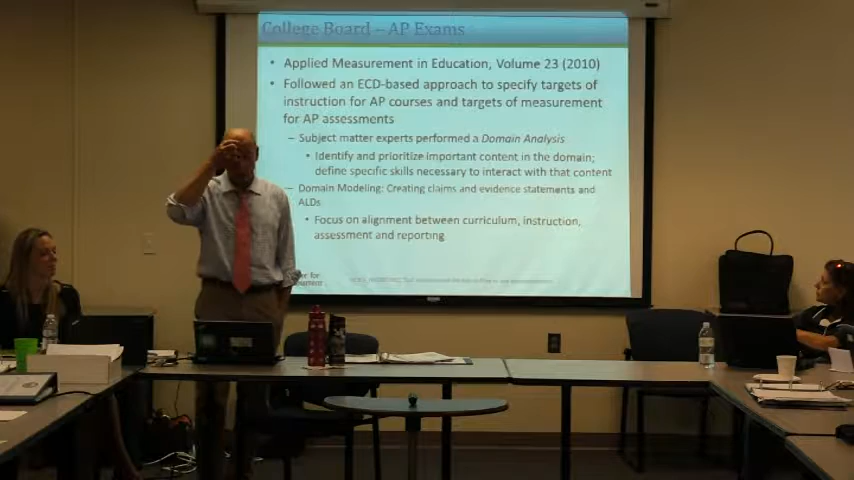 College Board – AP Exams
• Applied Measurement in Education, Volume 23 (2010)
• Followed an ECD-based approach to specify targets of
instruction for AP courses and targets of measurement
for AP assessments
– Subject matter experts performed a Domain Analysis
• Identify and prioritize important content in the domain;
define specific skills necessary to interact with that content
– Domain Modeling: Creating claims and evidence statements and
ALDs
• Focus on alignment between curriculum, instruction,
assessment and reporting
for